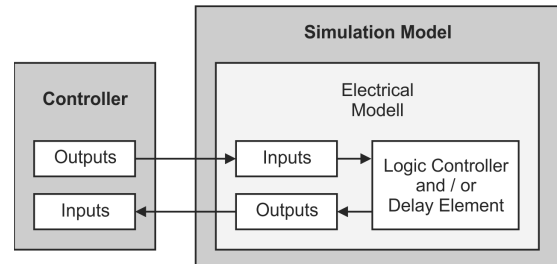 Simulation Model
Controller
Electrical
Modell
Outputs
Inputs
Logic Controller
and / or
Delay Element
Inputs
Outputs